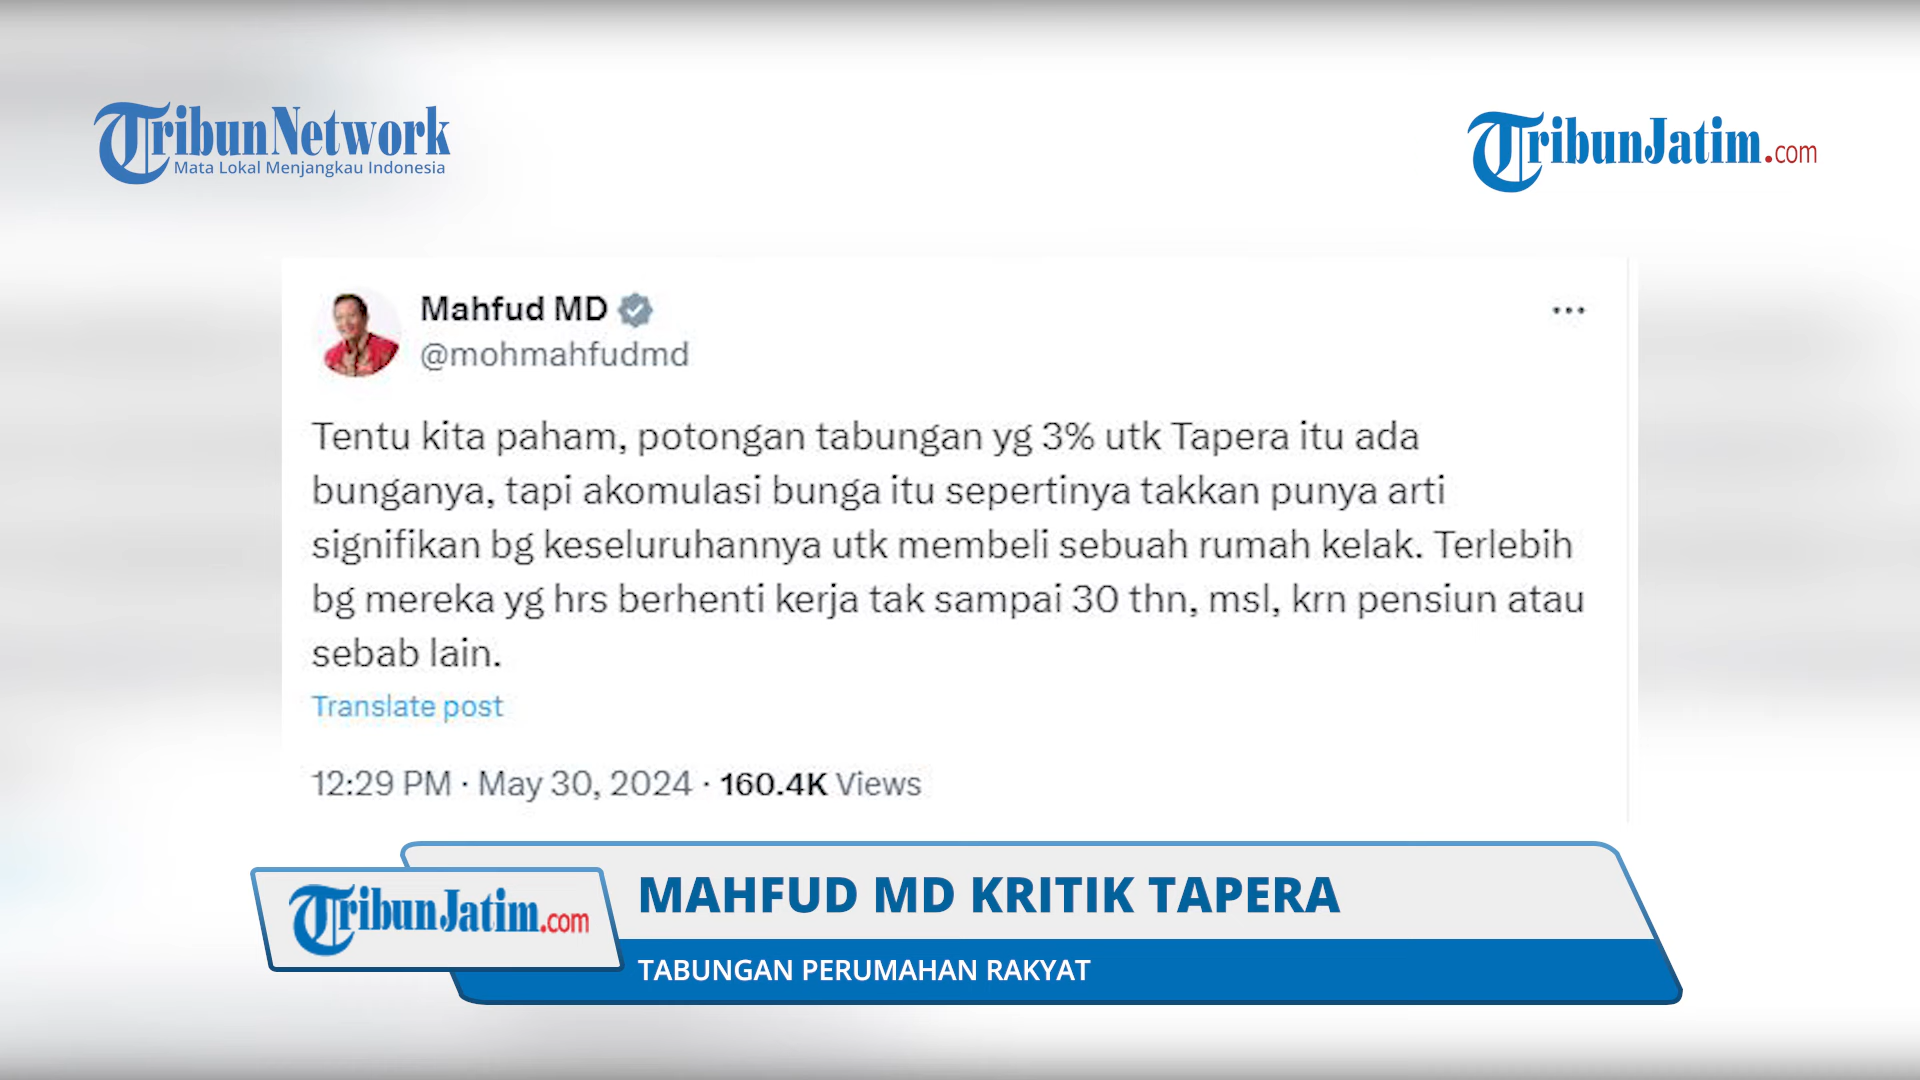 TribunNetwork
Mata Lokal Menjangkau Indonesia
TribunJatim.com
Mahfud MD
@mohmahfudmd
Tentu kita paham, potongan tabungan yg 3% utk Tapera itu ada
bunganya, tapi akomulasi bunga itu sepertinya takkan punya arti
signifikan bg keseluruhannya utk membeli sebuah rumah kelak. Terlebih
bg mereka yg hrs berhenti kerja tak sampai 30 thn, msl, krn pensiun atau
sebab lain.
Translate post
12:29 PM · May 30, 2024 · 160.4K Views
TribunJatim.com
MAHFUD MD KRITIK TAPERA
TABUNGAN PERUMAHAN RAKYAT